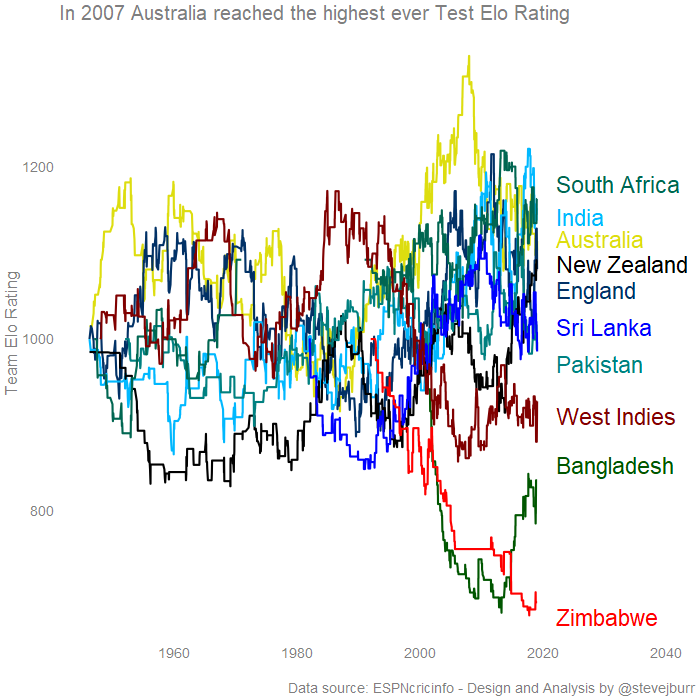 In 2007 Australia reached the highest ever Test Elo Rating
Team Elo Rating
1200
1000
800
South Africa
India
Australia
New Zealand
England
Sri Lanka
Pakistan
West Indies
Bangladesh
Zimbabwe
1960
1980
2000
2020
2040
Data source: ESPNcricinfo - Design and Analysis by @stevejburr